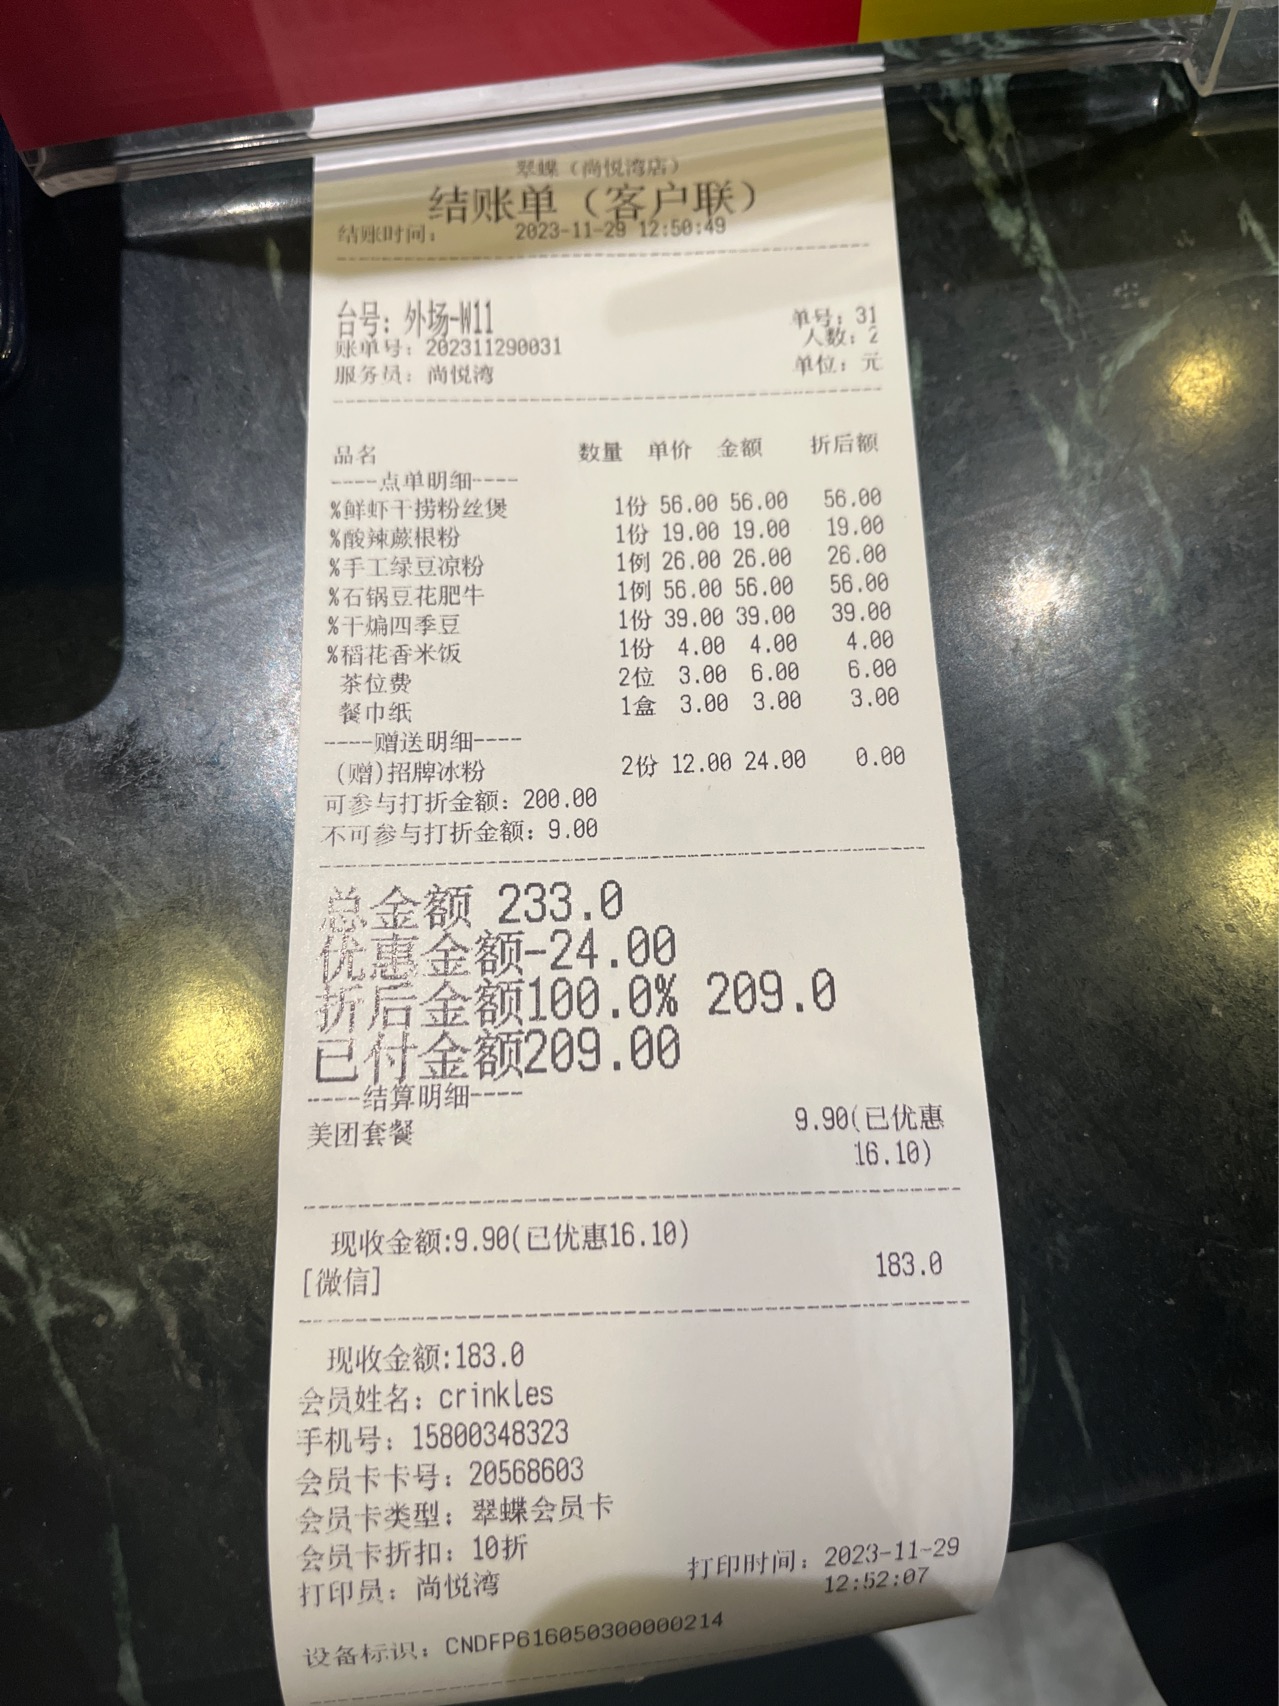 翠蝶（尚悦湾店）
结账单（客户联）
结账时间： 2023-11-29 12:50:49
台号：外场-W11 单号：31
账单号：202311290031 人数：2
服务员：尚悦湾 单位：元
品名 数量 单价 金额 折后额
----点单明细----
%鲜虾干捞粉丝煲 1份 56.00 56.00 56.00
%酸辣蕨根粉 1份 19.00 19.00 19.00
%手工绿豆凉粉 1例 26.00 26.00 26.00
%石锅豆花肥牛 1例 56.00 56.00 56.00
%干煸四季豆 1份 39.00 39.00 39.00
%稻花香米饭 1份 4.00 4.00 4.00
茶位费 2位 3.00 6.00 6.00
餐巾纸 1盒 3.00 3.00 3.00
----赠送明细----
(赠)招牌冰粉 2份 12.00 24.00 0.00
可参与打折金额：200.00
不可参与打折金额：9.00
总金额 233.0
优惠金额-24.00
折后金额100.0% 209.0
已付金额209.00
----结算明细----
美团套餐 9.90(已优惠
16.10)
现收金额:9.90(已优惠16.10)
[微信] 183.0
现收金额:183.0
会员姓名：crinkles
手机号：15800348323
会员卡卡号：20568603
会员卡类型：翠蝶会员卡
会员卡折扣：10折
打印员：尚悦湾 打印时间：2023-11-29
12:52:07
设备标识：CNDFP616050300000214